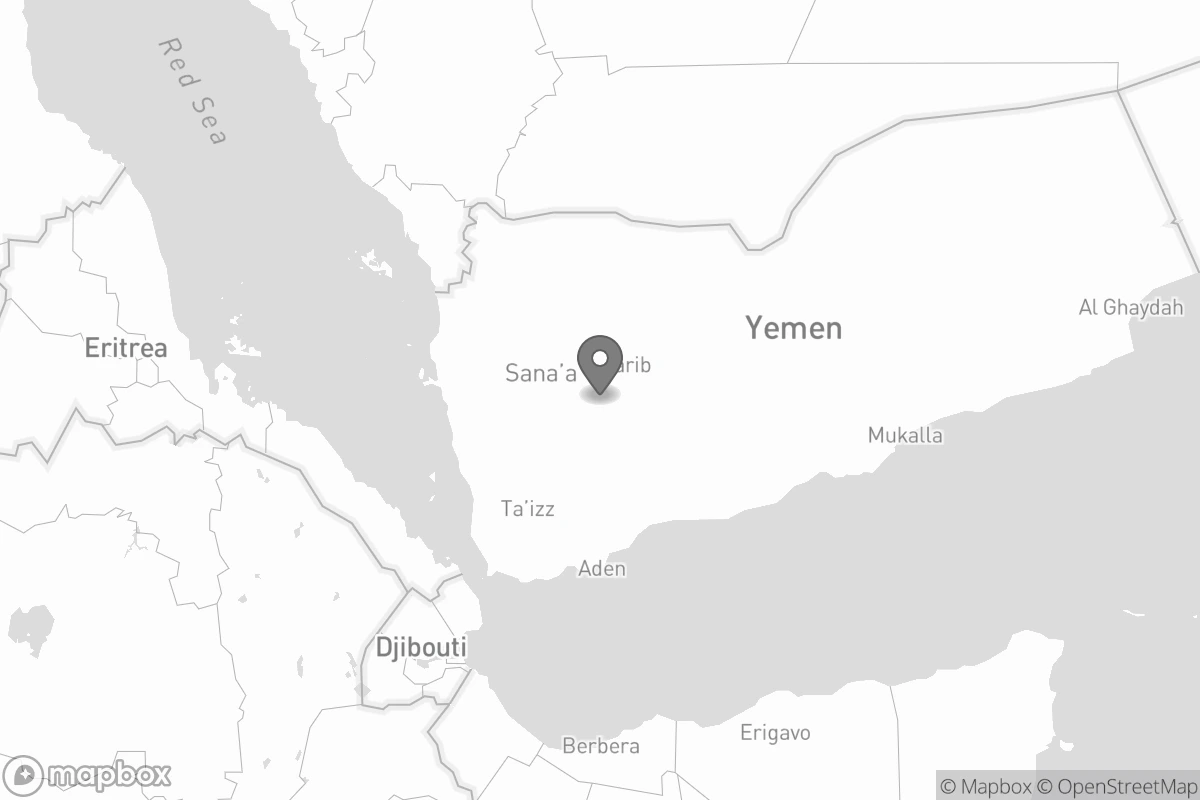 Red Sea
Yemen
Al Ghaydah
Eritrea
Sana'a
arib
Mukalla
Ta'izz
Aden
Djibouti
Erigavo
Berbera
mapbox
© Mapbox © OpenStreetMap